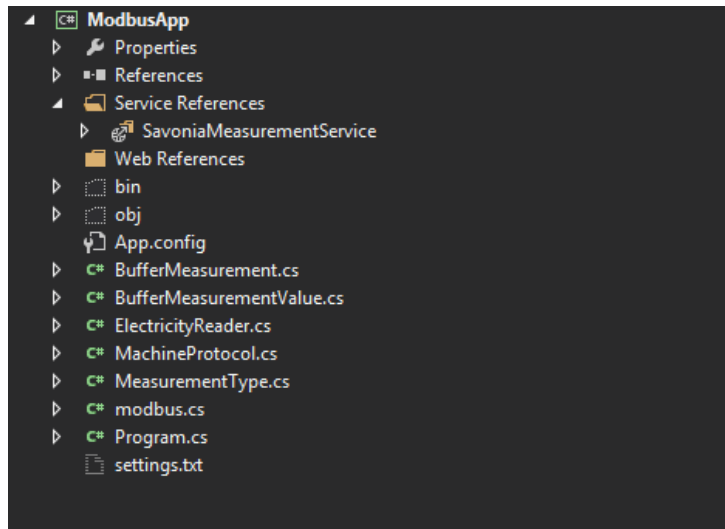 C# ModbusApp
Properties
References
Service References
SavoniaMeasurementService
Web References
bin
obj
App.config
C# BufferMeasurement.cs
C# BufferMeasurementValue.cs
C# ElectricityReader.cs
C# MachineProtocol.cs
C# MeasurementType.cs
C# modbus.cs
C# Program.cs
settings.txt